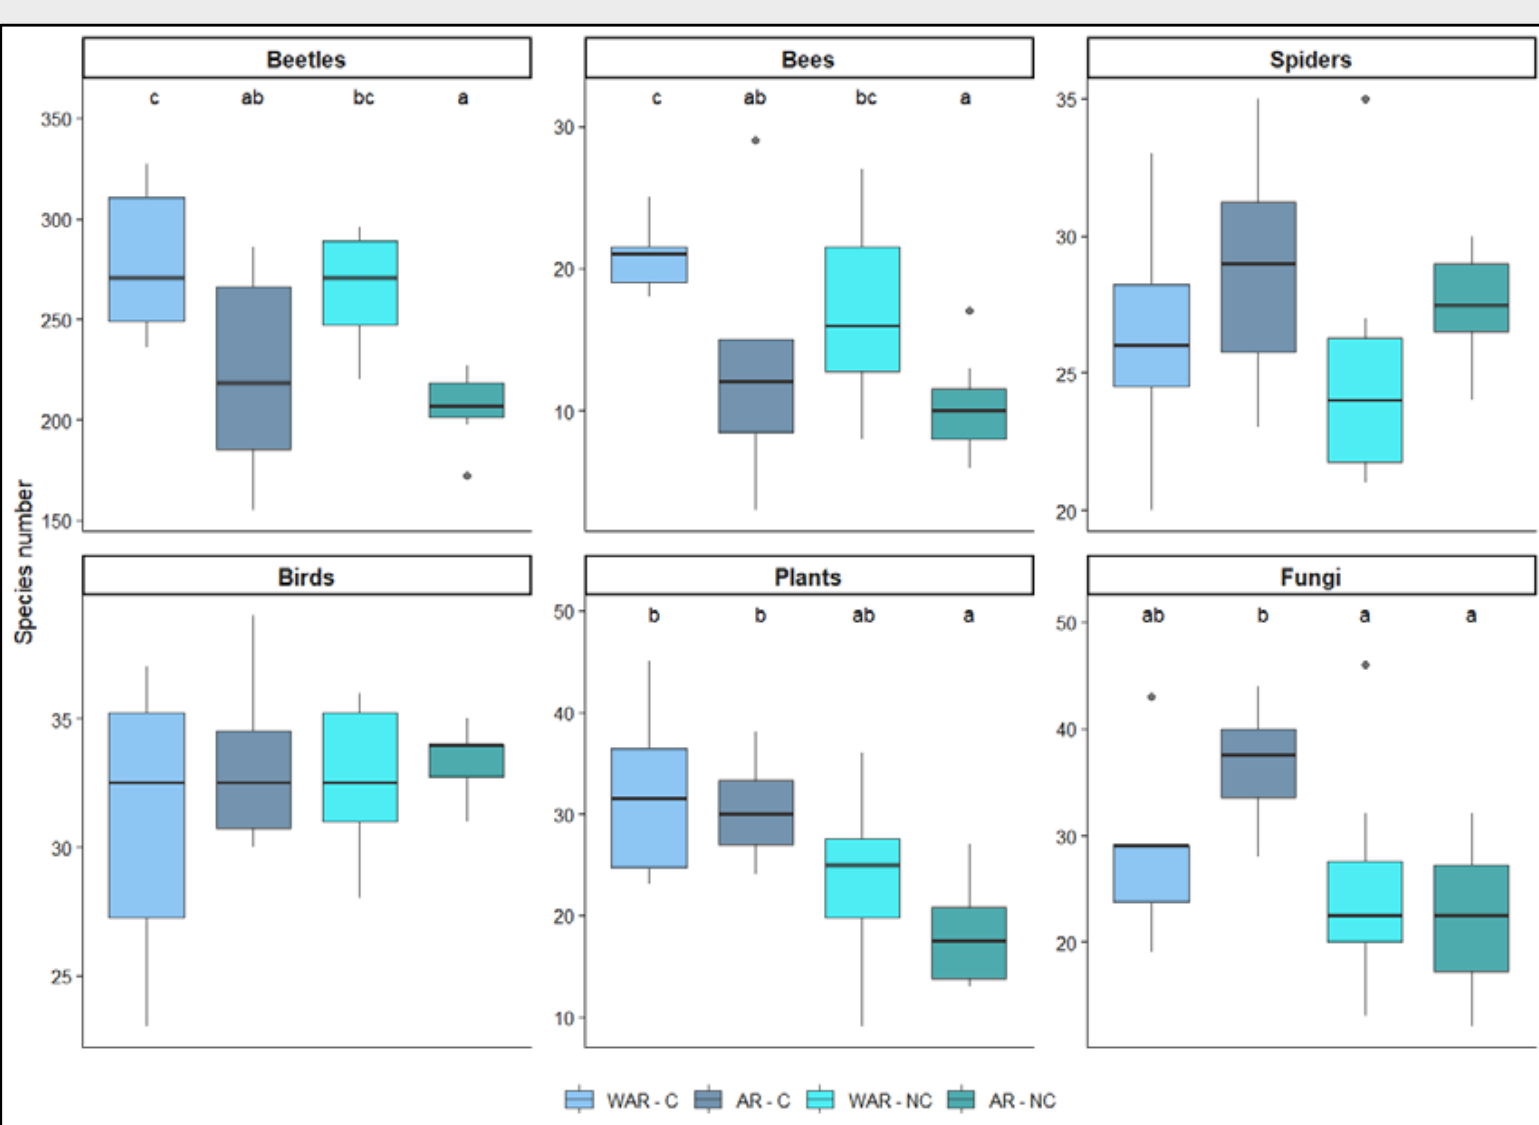 Beetles
Bees
Spiders
c ab bc a
c ab bc a
350
300
250
200
150
30
20
10
35
30
25
20
Species number
Birds
Plants
Fungi
b b ab a
ab b a a
35
30
25
50
40
30
20
10
50
40
30
20
WAR - C AR - C WAR - NC AR - NC